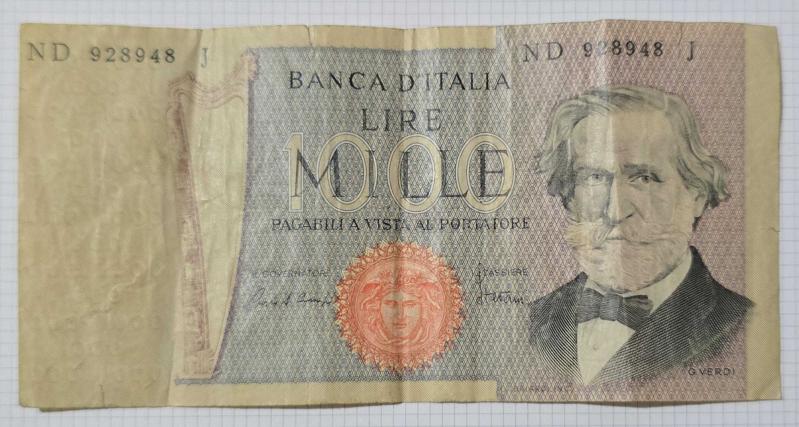 ND 928948 J
ND 928948 J
BANCA D'ITALIA
LIRE
1000
MILLE
PAGABILI A VISTA AL PORTATORE
IL GOVERNATORE
IL CASSIERE
G. VERDI